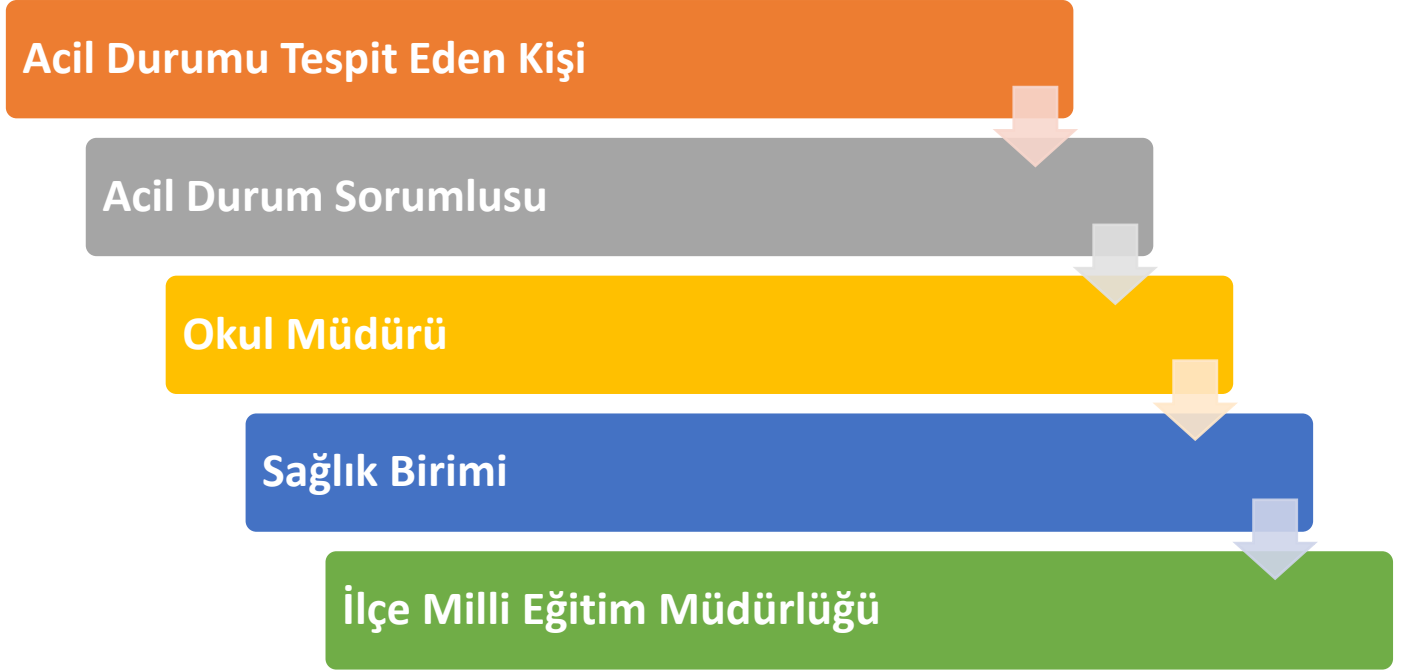 Acil Durumu Tespit Eden Kişi
Acil Durum Sorumlusu
Okul Müdürü
Sağlık Birimi
İlçe Milli Eğitim Müdürlüğü